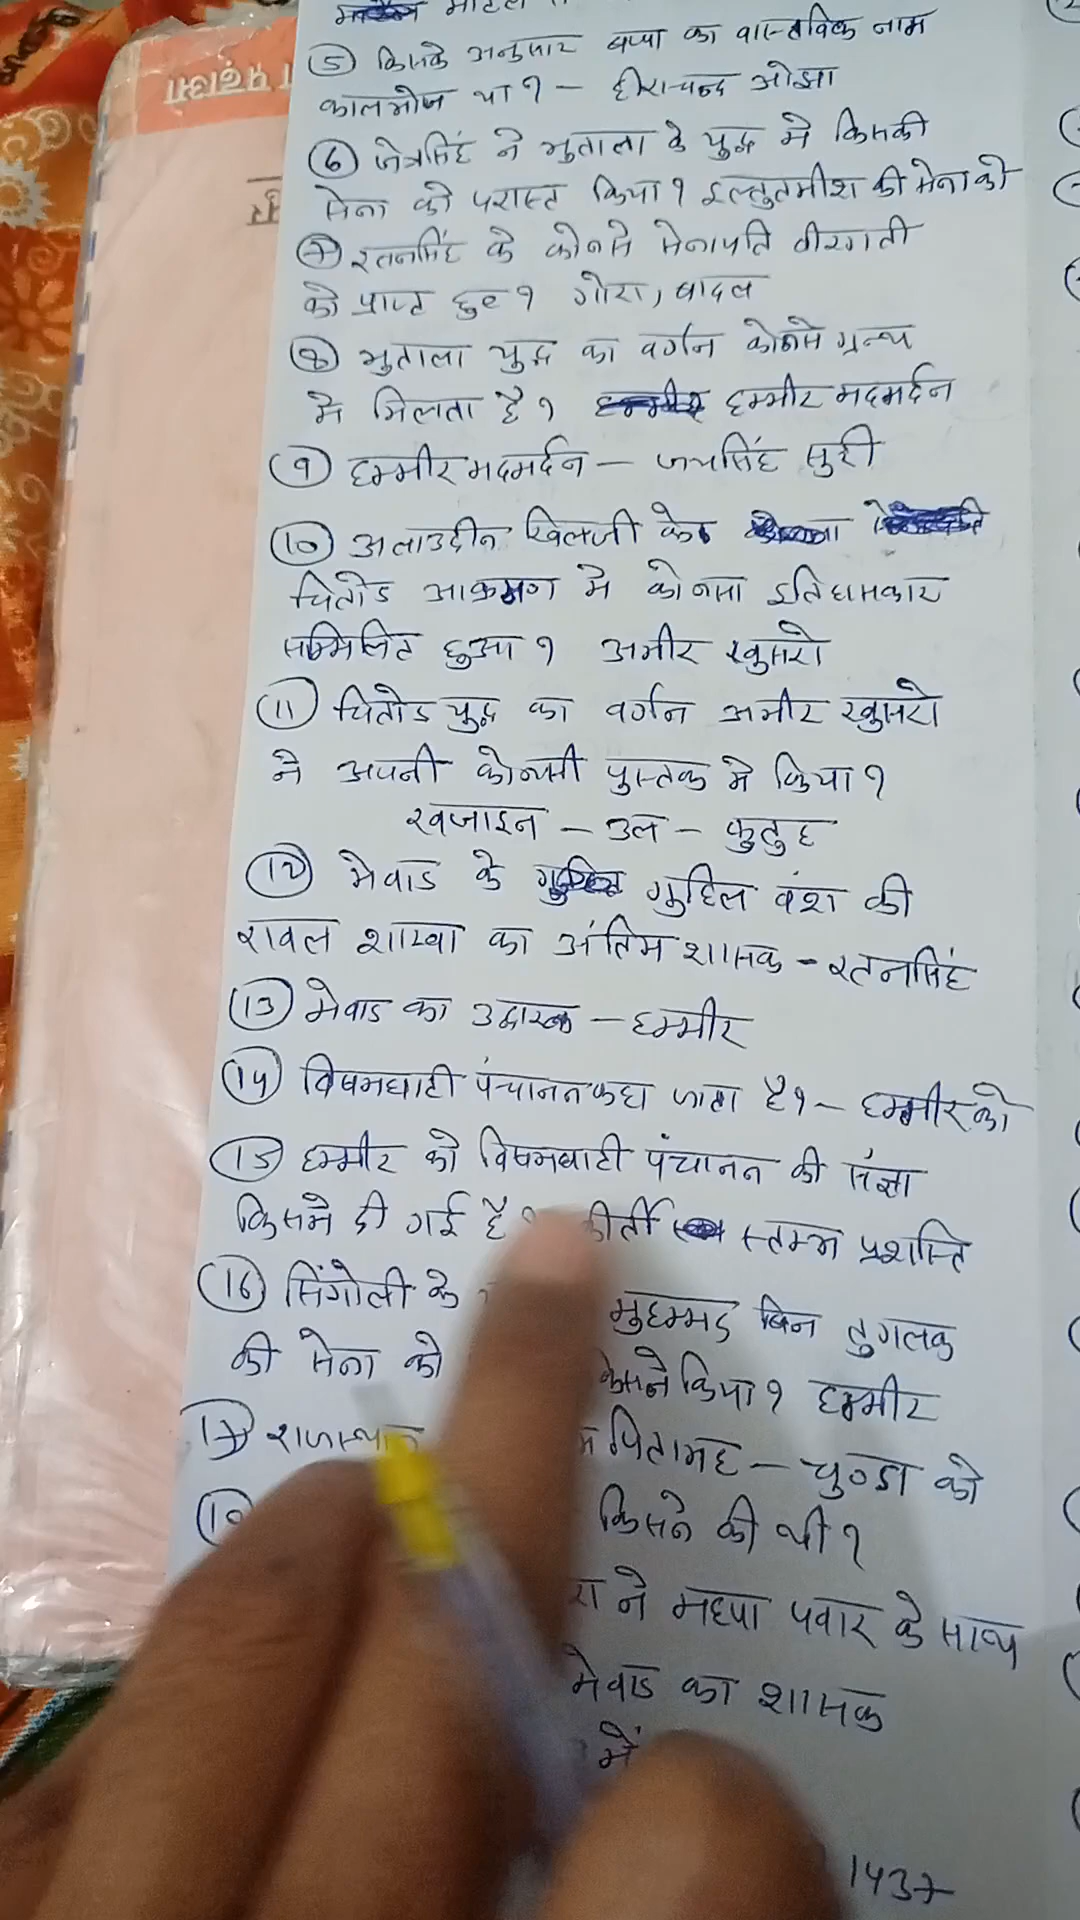 ⑤ किसके अनुसार बप्पा का वास्तविक नाम
कालभोज था? – हीराचन्द ओझा
⑥ जेत्रसिंह ने भुताला के युद्ध मे किसकी
सेना को परास्त किया? इल्तुतमीश की सेना को
⑦ रतनसिंह के कोनसे सेनापति वीरगती
को प्राप्त हुए? गोरा, बादल
⑧ भुताला युद्ध का वर्णन कोनसे ग्रन्थ
मे मिलता है? हम्मीर मदमर्दन
⑨ हम्मीर मदमर्दन – जयसिंह सुरी
⑩ अलाउदीन खिलजी के
चितोड आक्रमण मे कोनसा इतिहासकार
सम्मिलित हुआ? अमीर खुसरो
⑪ चितोड युद्ध का वर्णन अमीर खुसरो
ने अपनी कोनसी पुस्तक मे किया?
खजाइन – उल – कुतुह
⑫ मेवाड के गुहिल वंश की
रावल शाखा का अंतिम शासक – रतनसिंह
⑬ मेवाड का उद्वारक – हम्मीर
⑭ विषमघाटी पंचानन कहा जाता है? – हम्मीर को
⑮ हम्मीर को विषमघाटी पंचानन की संज्ञा
किसमे दी गई है? कीर्ती स्तम्भ प्रशस्ति
⑯ सिंगोली के मुहम्मद बिन तुगलक
की सेना को किसने किया? हम्मीर
⑰ राजस्थान पितामह – चुण्डा को
किसने की थी?
ने महपा पवार के साथ
मेवाड का शासक
में
1437